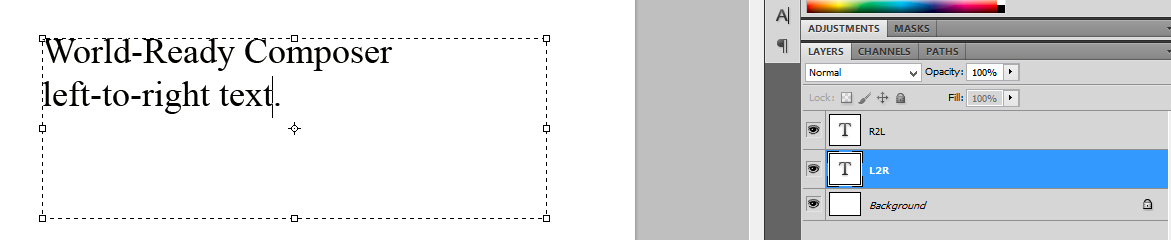 World-Ready Composer
left-to-right text.
A
¶
ADJUSTMENTS MASKS
LAYERS CHANNELS PATHS
Normal Opacity: 100%
Lock: Fill: 100%
T R2L
T L2R
Background